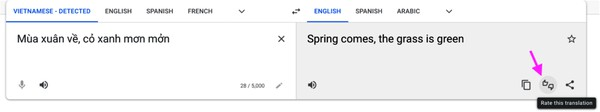 VIETNAMESE - DETECTED ENGLISH SPANISH FRENCH ENGLISH SPANISH ARABIC
Mùa xuân về, cỏ xanh mơn mởn Spring comes, the grass is green
28 / 5,000
Rate this translation